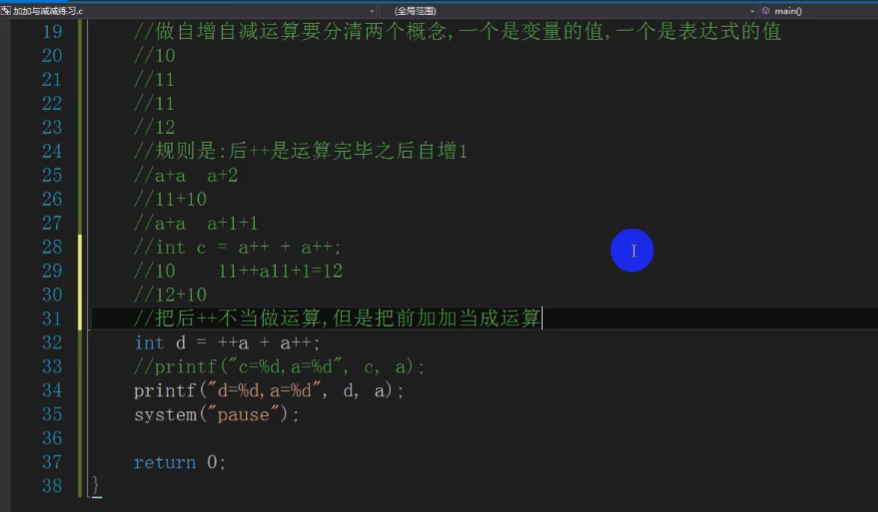 加加与减减练习.c (全局范围) main()
19 //做自增自减运算要分清两个概念,一个是变量的值,一个是表达式的值
20 //10
21 //11
22 //11
23 //12
24 //规则是:后++是运算完毕之后自增1
25 //a+a a+2
26 //11+10
27 //a+a a+1+1
28 //int c = a++ + a++;
29 //10 11++a11+1=12
30 //12+10
31 //把后++不当做运算,但是把前加加当成运算
32 int d = ++a + a++;
33 //printf("c=%d,a=%d", c, a);
34 printf("d=%d,a=%d", d, a);
35 system("pause");
36
37 return 0;
38 }